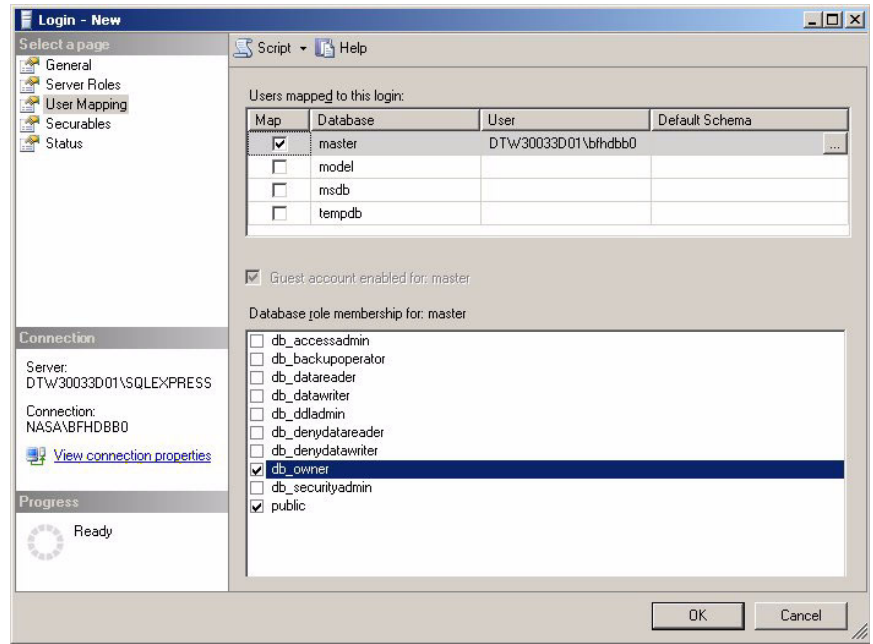 Login - New
Select a page
General
Server Roles
User Mapping
Securables
Status
Script Help
Users mapped to this login:
Map Database User Default Schema
master DTW30033D01\bfhdbb0 ...
model
msdb
tempdb
Guest account enabled for: master
Database role membership for: master
db_accessadmin
db_backupoperator
db_datareader
db_datawriter
db_ddladmin
db_denydatareader
db_denydatawriter
db_owner
db_securityadmin
public
Connection
Server:
DTW30033D01\SQLEXPRESS
Connection:
NASA\BFHDBB0
View connection properties
Progress
Ready
OK Cancel